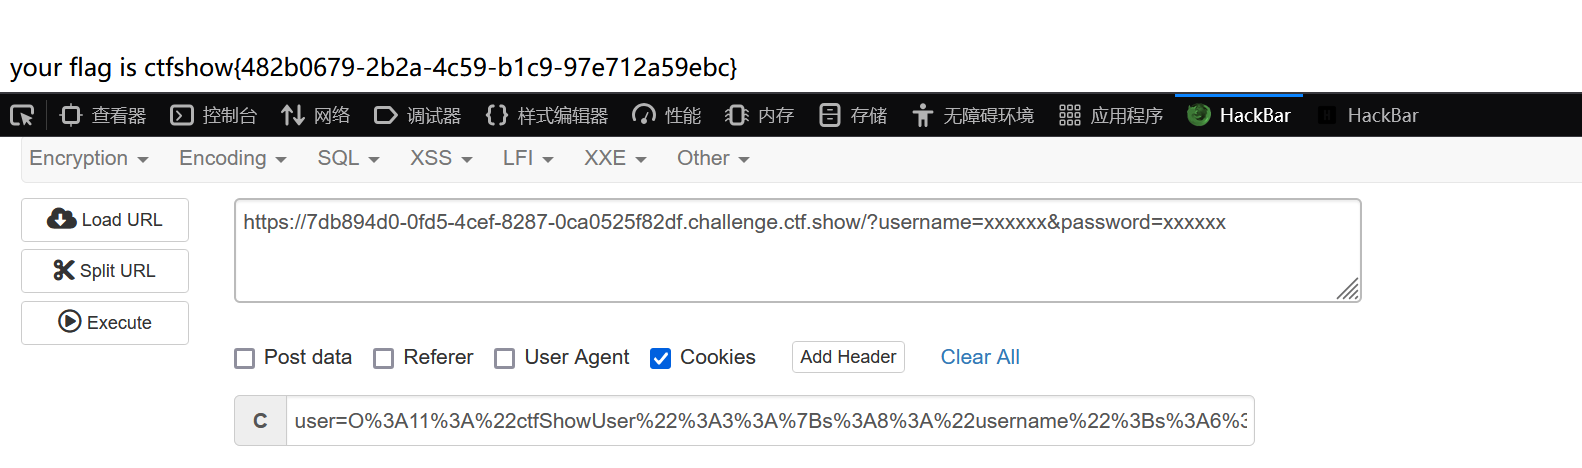 your flag is ctfshow{482b0679-2b2a-4c59-b1c9-97e712a59ebc}
查看器 控制台 网络 调试器 样式编辑器 性能 内存 存储 无障碍环境 应用程序 HackBar HackBar
Encryption Encoding SQL XSS LFI XXE Other
Load URL
https://7db894d0-0fd5-4cef-8287-0ca0525f82df.challenge.ctf.show/?username=xxxxxx&password=xxxxxx
Split URL
Execute
Post data Referer User Agent Cookies Add Header Clear All
C user=O%3A11%3A%22ctfShowUser%22%3A3%3A%7Bs%3A8%3A%22username%22%3Bs%3A6%3